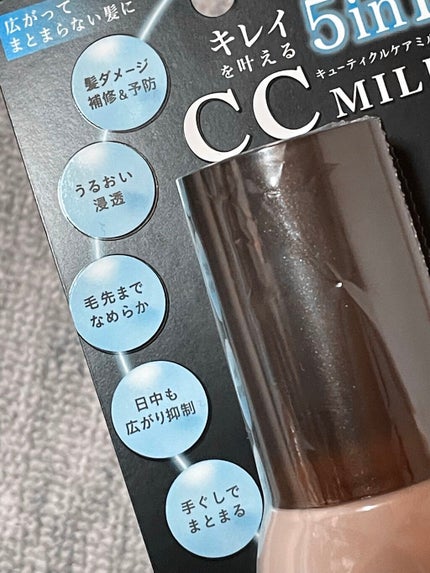 広がって
まとまらない髪に
キレイ
を叶える
5in1
キューティクルケアミル
CC MIL
髪ダメージ
補修&予防
うるおい
浸透
毛先まで
なめらか
日中も
広がり抑制
手ぐしで
まとまる